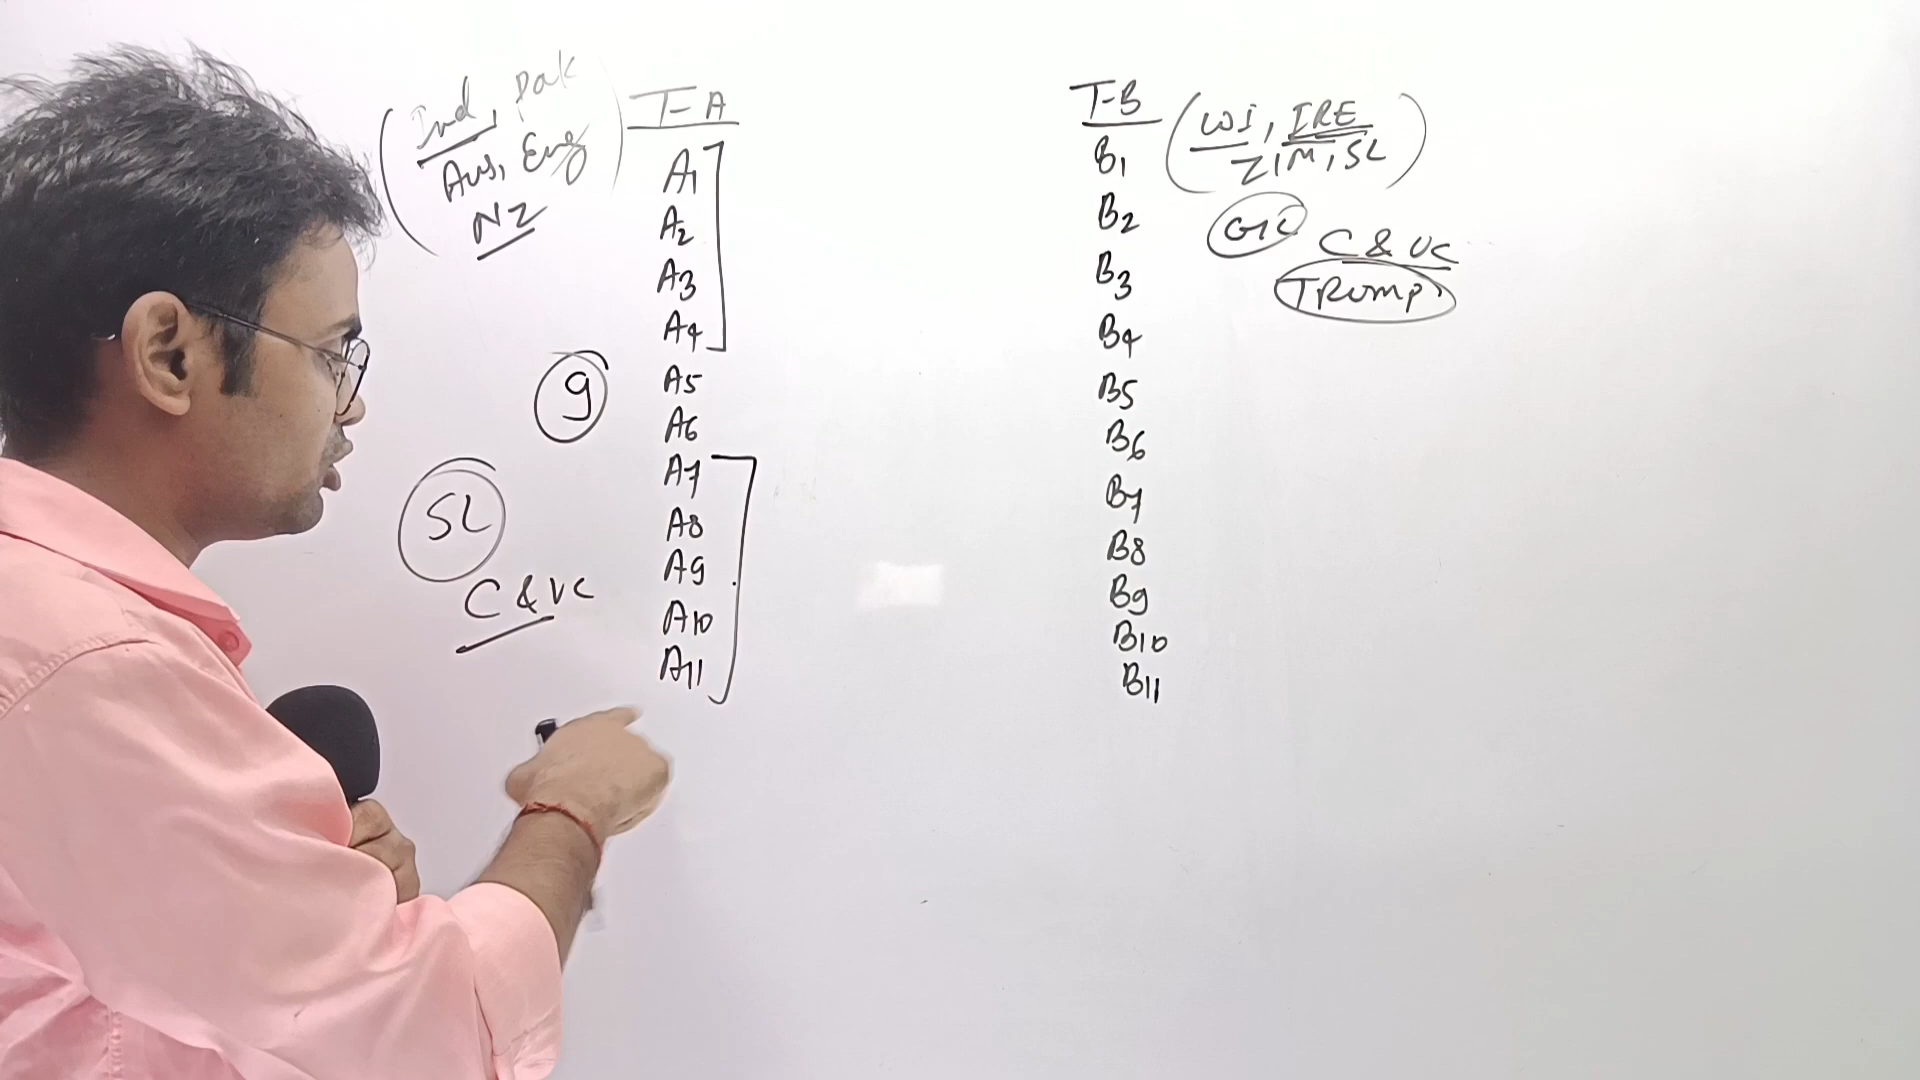 (Ind, Pak
Aus, Eng
NZ)
T-A
A1
A2
A3
A4
A5
A6
A7
A8
A9
A10
A11
9
SL
C & VC
T-B
(WI, IRE
ZIM, SL)
B1
B2
B3
B4
B5
B6
B7
B8
B9
B10
B11
C & VC
TRUMP